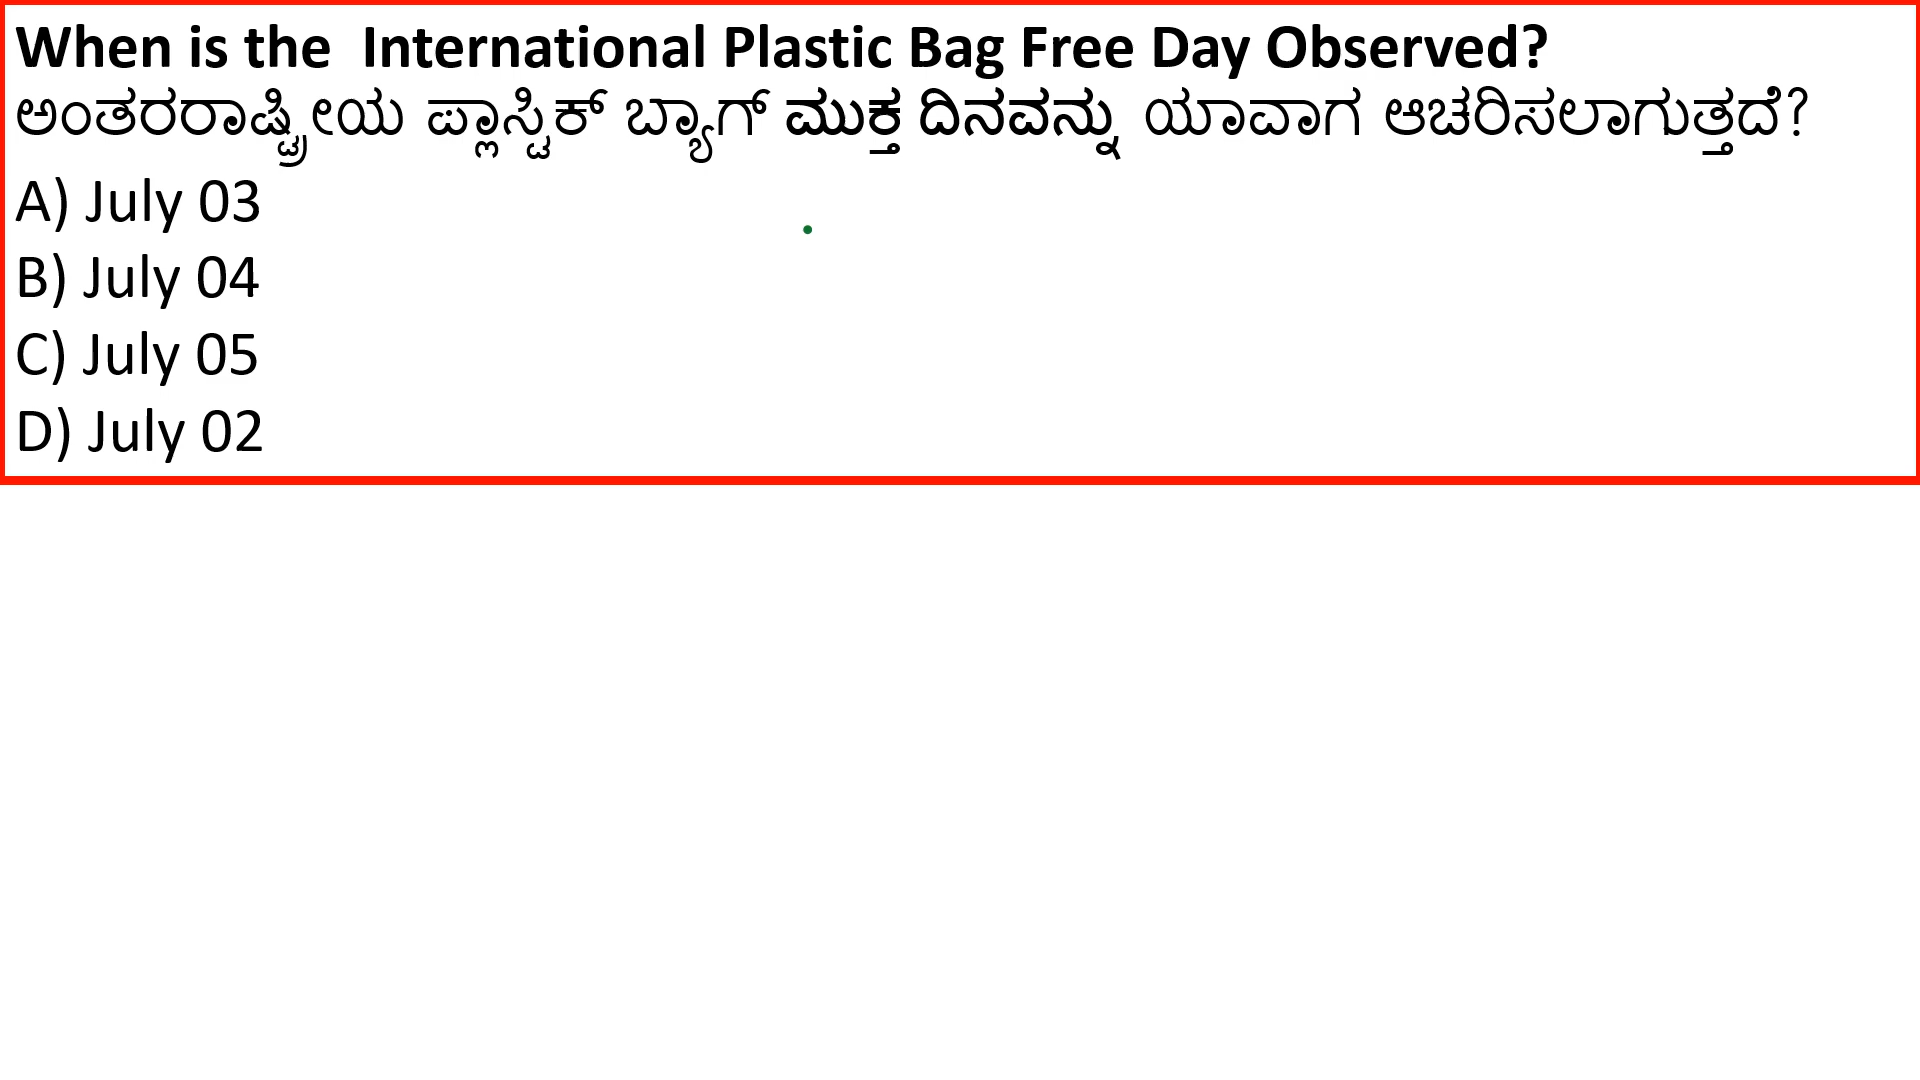 When is the  International Plastic Bag Free Day Observed?
ಅಂತರರಾಷ್ಟ್ರೀಯ ಪ್ಲಾಸ್ಟಿಕ್ ಬ್ಯಾಗ್ ಮುಕ್ತ ದಿನವನ್ನು ಯಾವಾಗ ಆಚರಿಸಲಾಗುತ್ತದೆ?
A) July 03
B) July 04
C) July 05
D) July 02